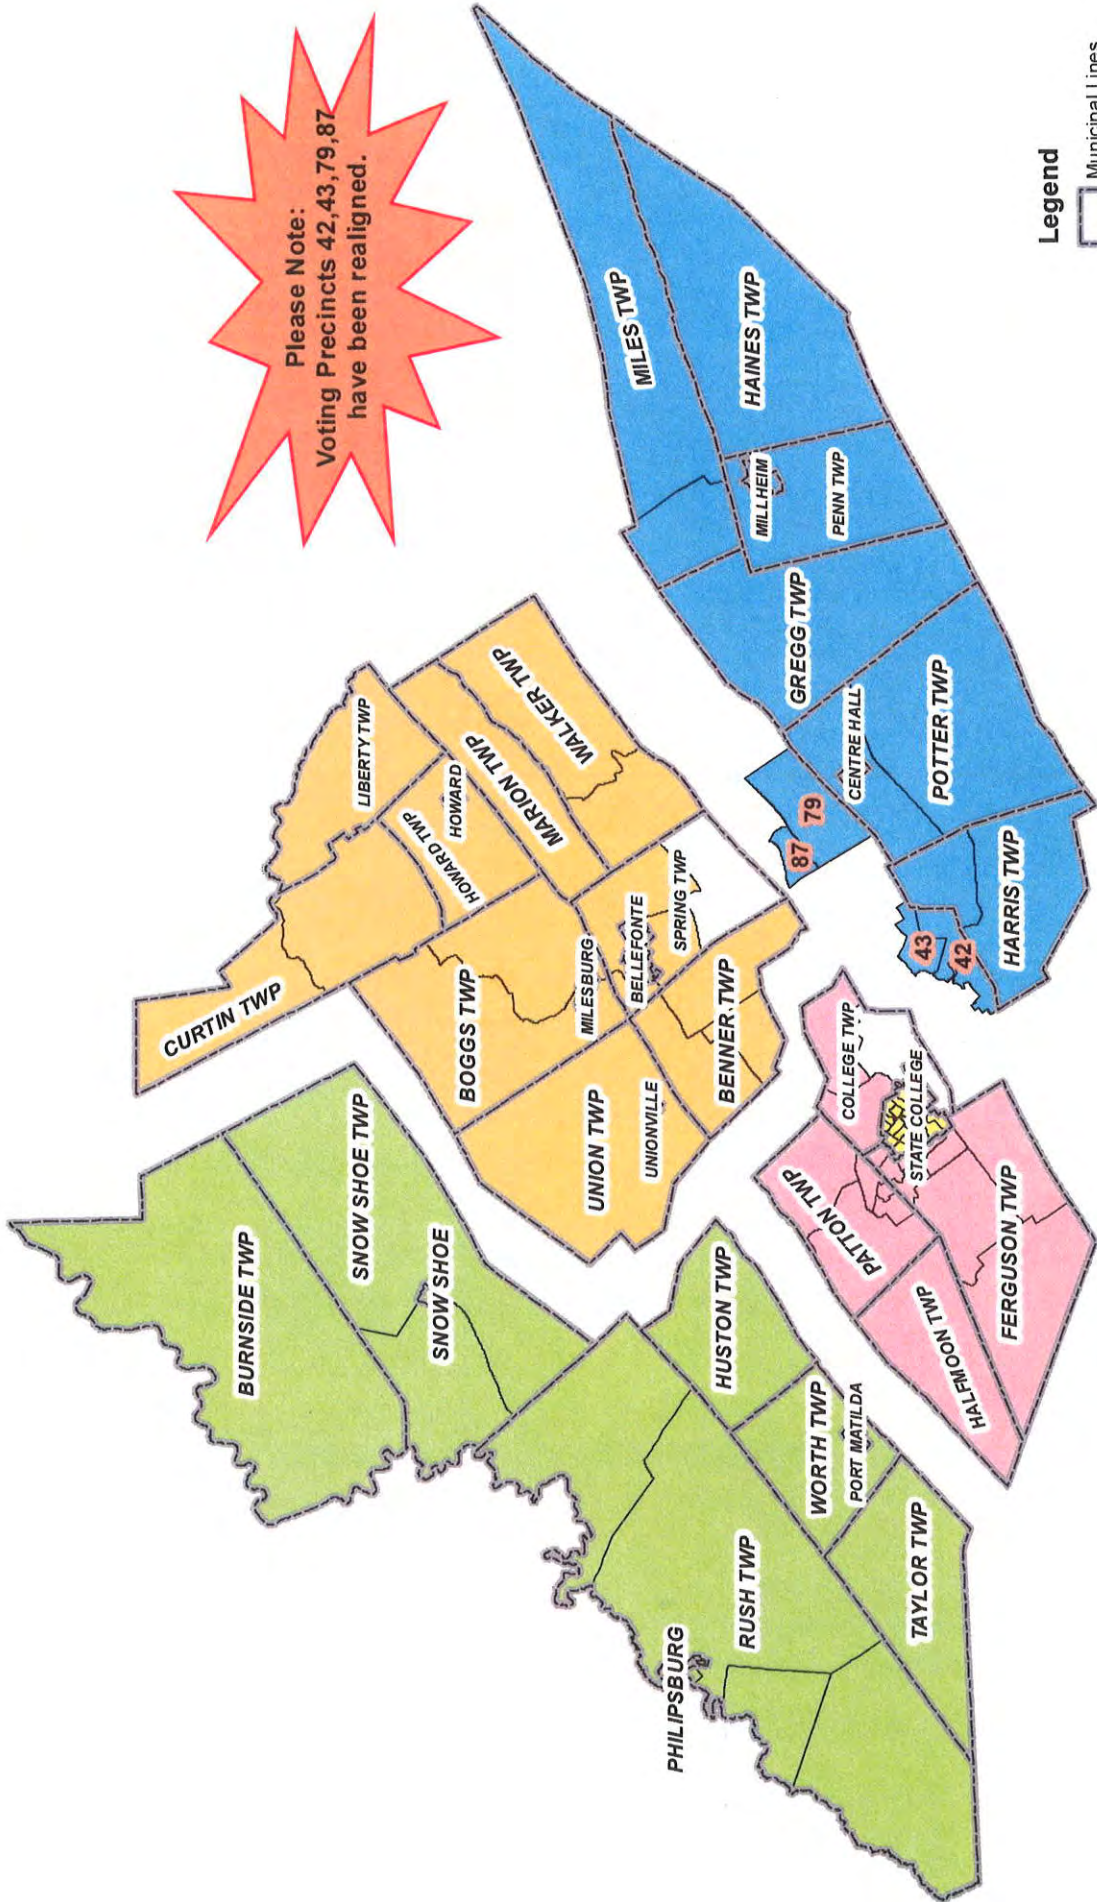 Please Note:
Voting Precincts 42,43,79,87
have been realigned.
BURNSIDE TWP
SNOW SHOE TWP
SNOW SHOE
CURTIN TWP
LIBERTY TWP
HOWARD TWP
HOWARD
MARION TWP
WALKER TWP
BOGGS TWP
MILESBURG
BELLEFONTE
SPRING TWP
UNION TWP
UNIONVILLE
BENNER TWP
PHILIPSBURG
RUSH TWP
HUSTON TWP
WORTH TWP
PORT MATILDA
TAYLOR TWP
PATTON TWP
HALFMOON TWP
COLLEGE TWP
STATE COLLEGE
FERGUSON TWP
MILES TWP
HAINES TWP
MILLHEIM
PENN TWP
GREGG TWP
CENTRE HALL
POTTER TWP
87
79
43
42
HARRIS TWP
Legend
Municipal Lines